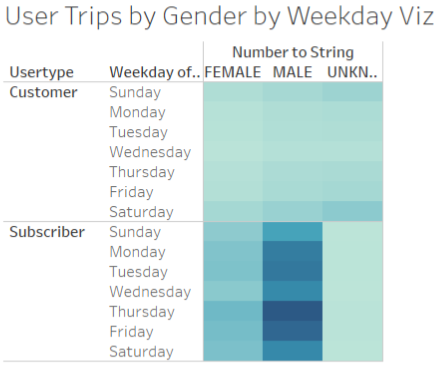 User Trips by Gender by Weekday Viz
Number to String
Usertype Weekday of.. FEMALE MALE UNKN..
Customer Sunday
Monday
Tuesday
Wednesday
Thursday
Friday
Saturday
Subscriber Sunday
Monday
Tuesday
Wednesday
Thursday
Friday
Saturday